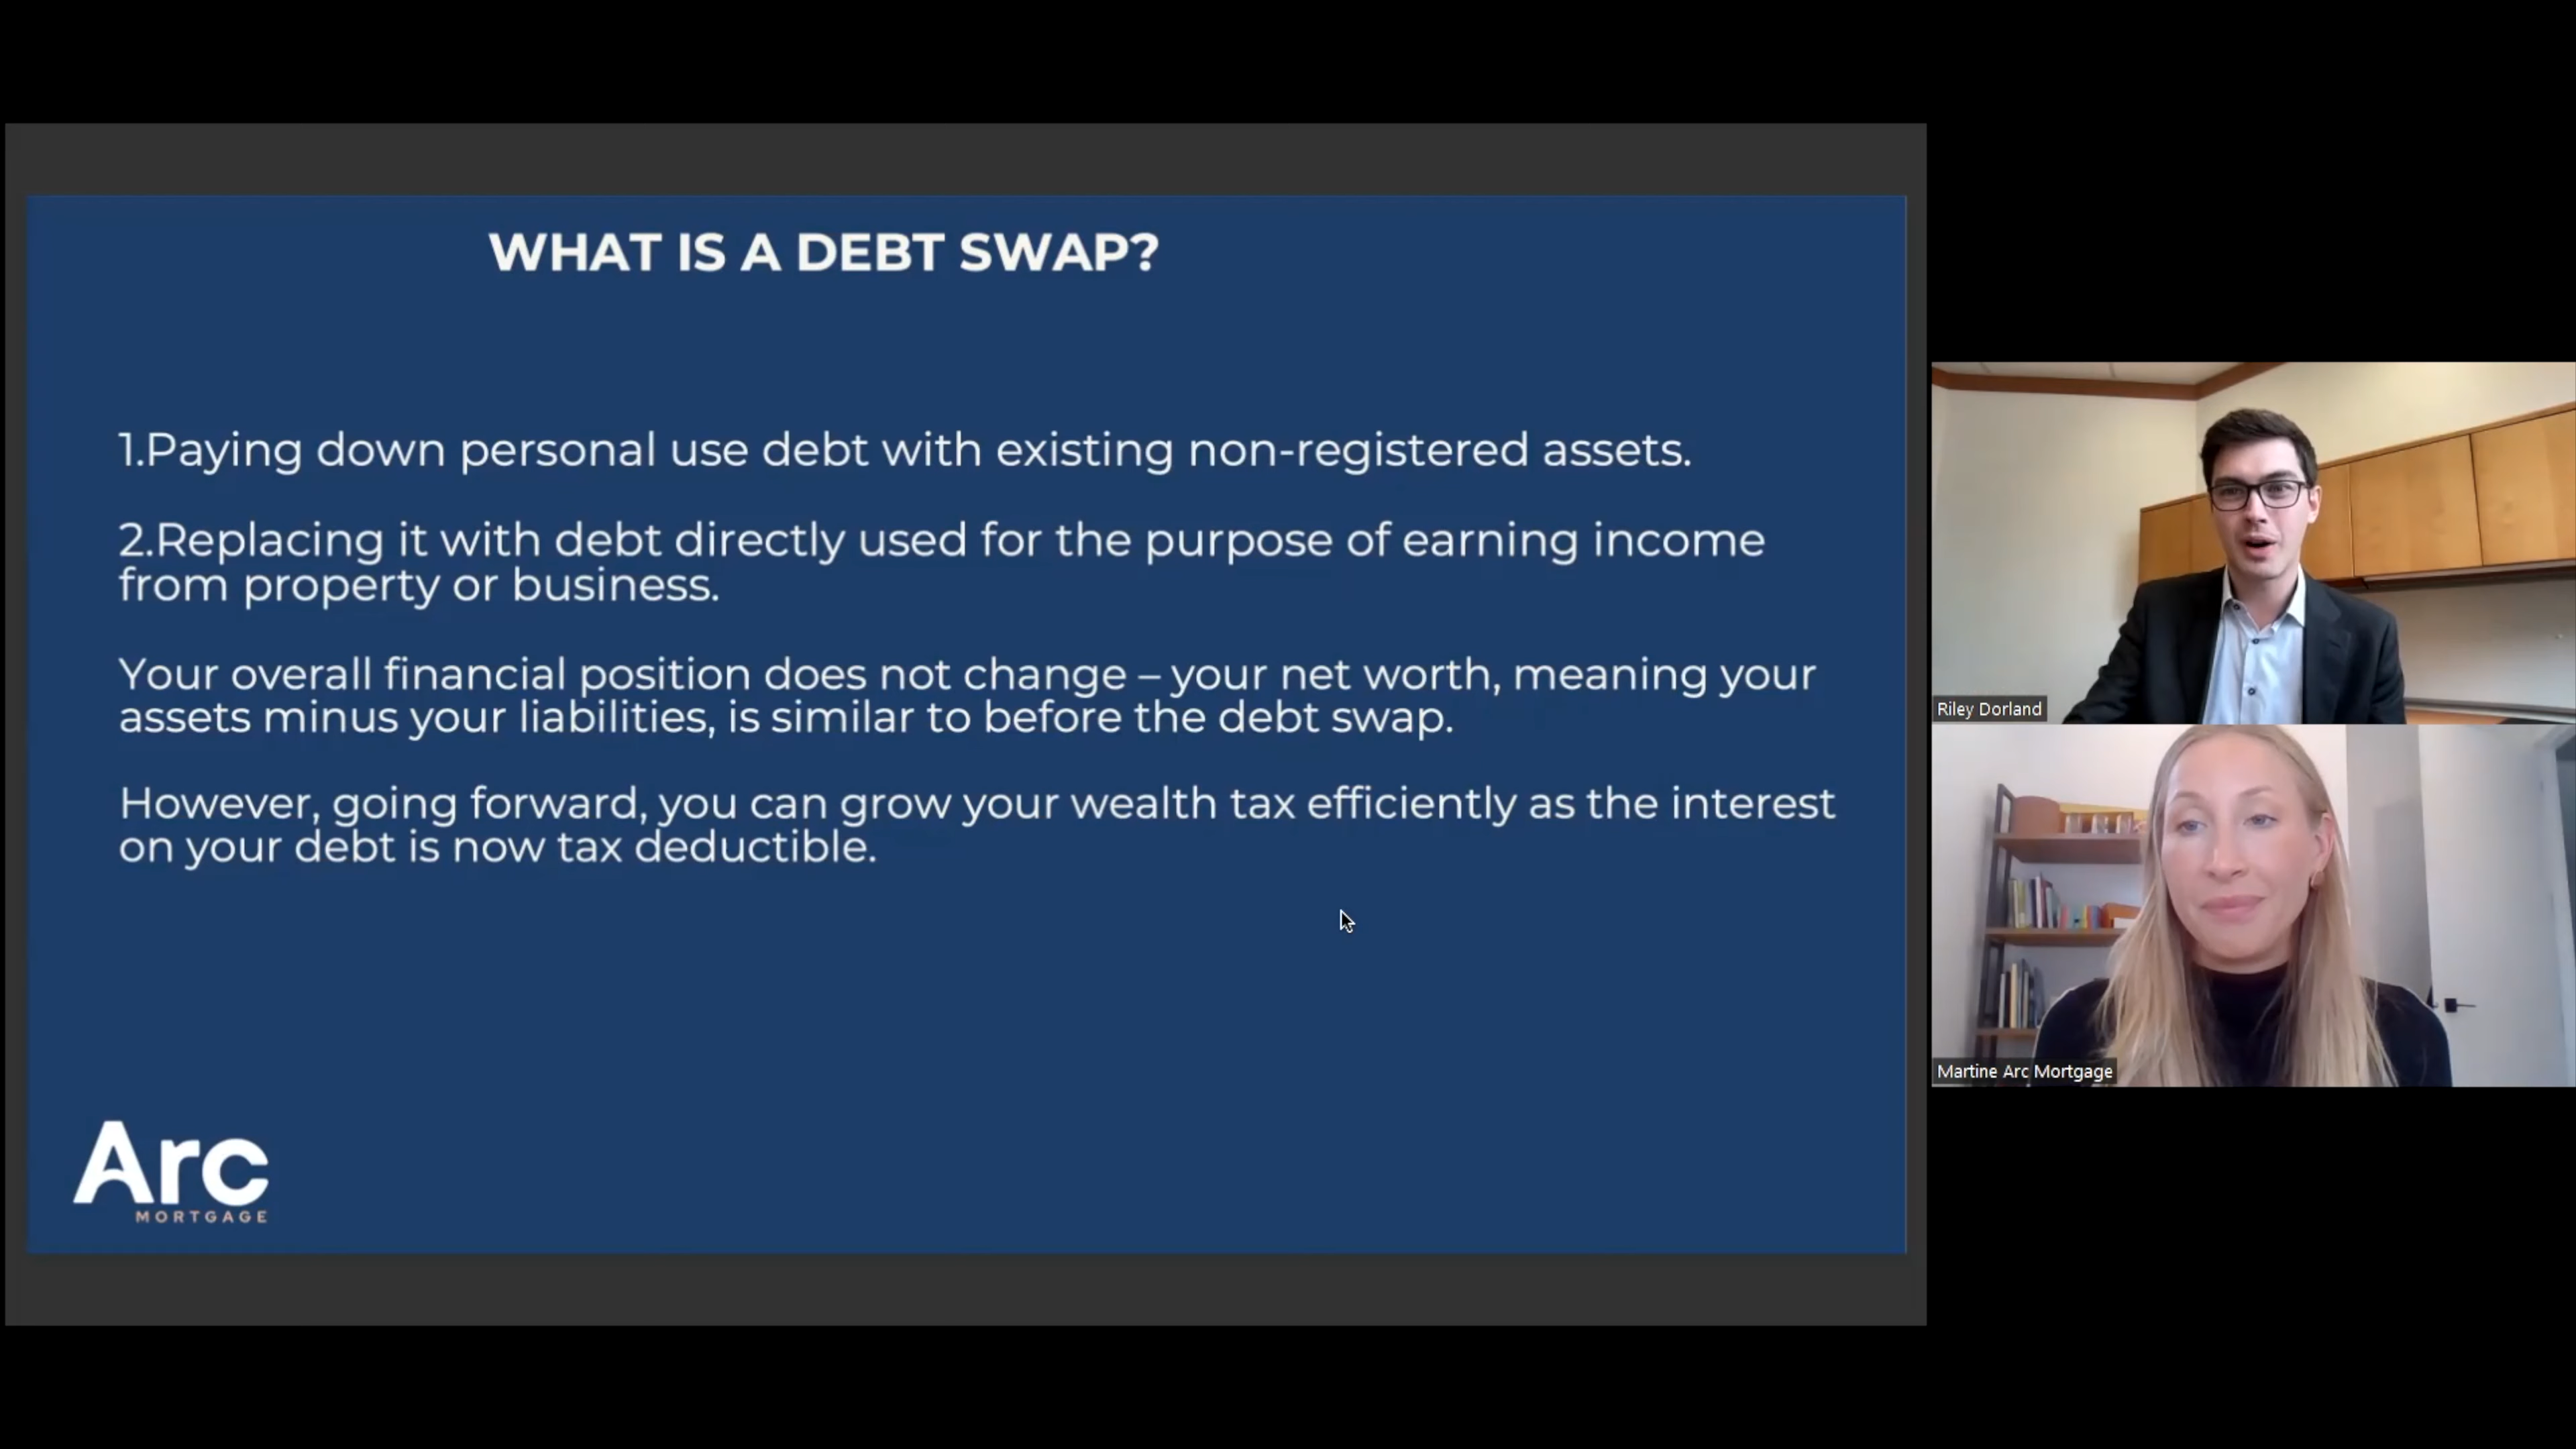 WHAT IS A DEBT SWAP?
1.Paying down personal use debt with existing non-registered assets.
2.Replacing it with debt directly used for the purpose of earning income
from property or business.
Your overall financial position does not change – your net worth, meaning your
assets minus your liabilities, is similar to before the debt swap.
However, going forward, you can grow your wealth tax efficiently as the interest
on your debt is now tax deductible.
Arc
MORTGAGE
Riley Dorland
Martine Arc Mortgage